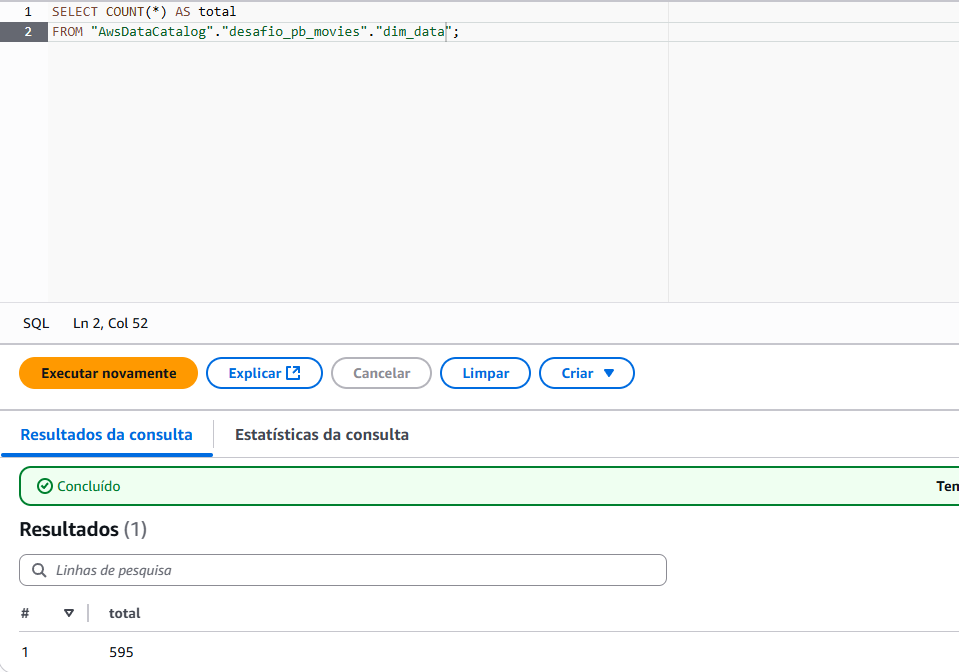 1 SELECT COUNT(*) AS total
2 FROM "AwsDataCatalog"."desafio_pb_movies"."dim_data";
SQL Ln 2, Col 52
Executar novamente Explicar Cancelar Limpar Criar
Resultados da consulta Estatísticas da consulta
Concluído
Resultados (1)
Linhas de pesquisa
# total
1 595